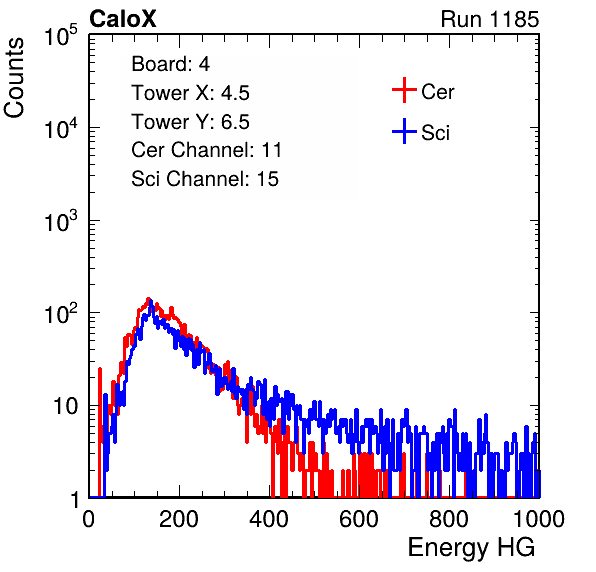 CaloX Run 1185
Counts
10^5
10^4
10^3
10^2
10
1
Board: 4
Tower X: 4.5
Tower Y: 6.5
Cer Channel: 11
Sci Channel: 15
Cer
Sci
0 200 400 600 800 1000
Energy HG